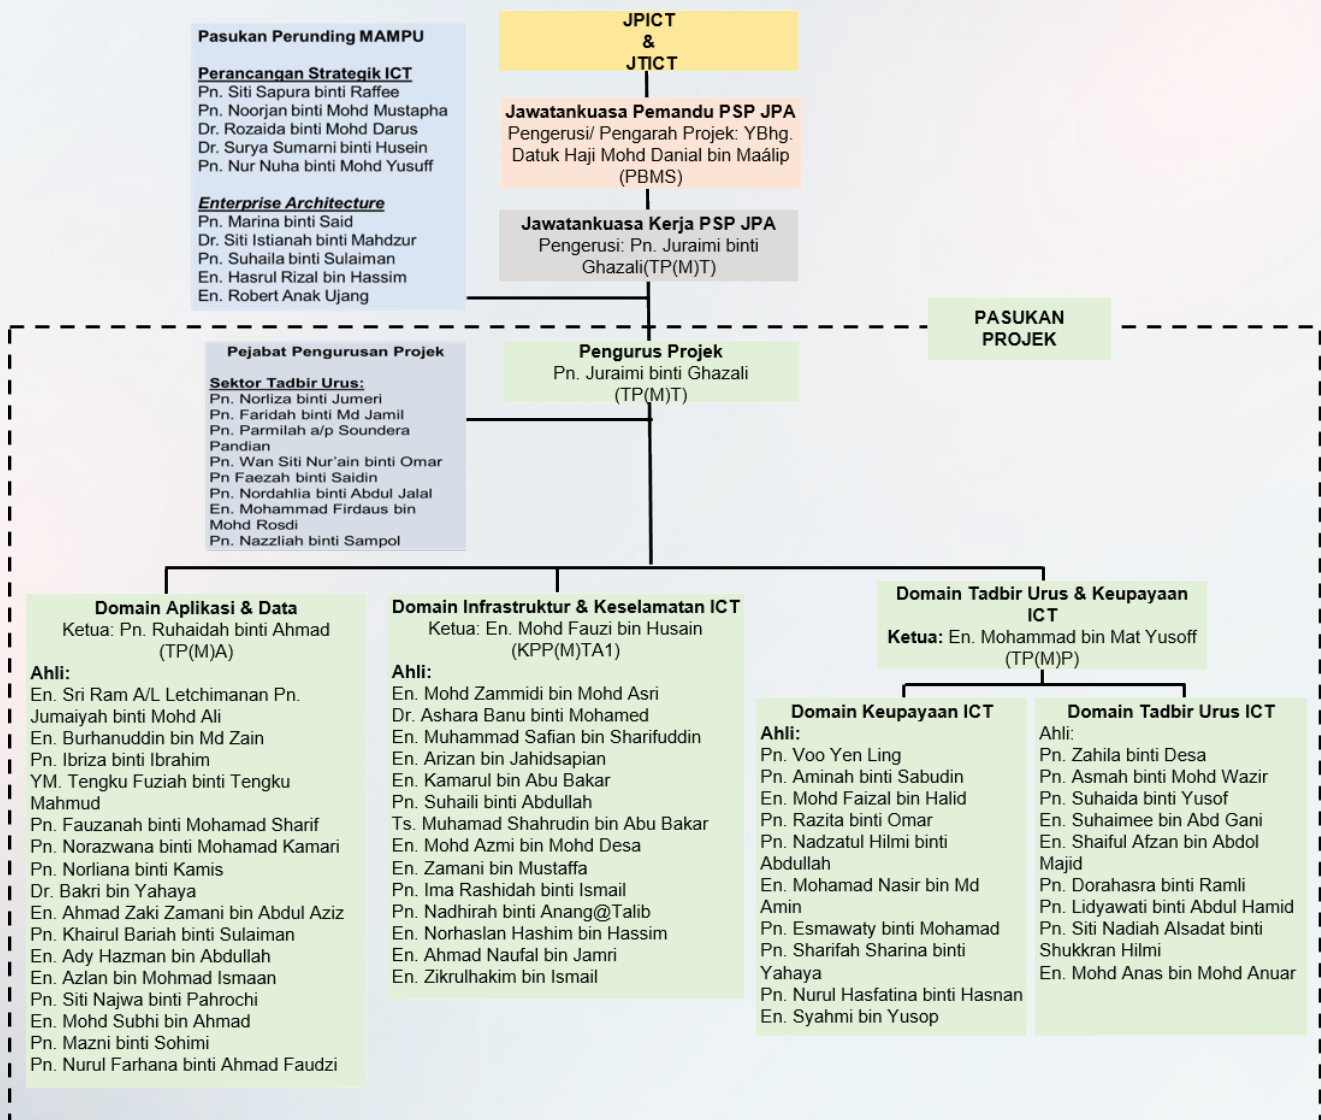 JPICT
&
JTICT
Pasukan Perunding MAMPU
Perancangan Strategik ICT
Pn. Siti Sapura binti Raffee
Pn. Noorjan binti Mohd Mustapha
Dr. Rozaida binti Mohd Darus
Dr. Surya Sumarni binti Husein
Pn. Nur Nuha binti Mohd Yusuff
Enterprise Architecture
Pn. Marina binti Said
Dr. Siti Istianah binti Mahdzur
Pn. Suhaila binti Sulaiman
En. Hasrul Rizal bin Hassim
En. Robert Anak Ujang
Jawatankuasa Pemandu PSP JPA
Pengerusi/ Pengarah Projek: YBhg.
Datuk Haji Mohd Danial bin Maálip
(PBMS)
Jawatankuasa Kerja PSP JPA
Pengerusi: Pn. Juraimi binti
Ghazali(TP(M)T)
PASUKAN
PROJEK
Pengurus Projek
Pn. Juraimi binti Ghazali
(TP(M)T)
Pejabat Pengurusan Projek
Sektor Tadbir Urus:
Pn. Norliza binti Jumeri
Pn. Faridah binti Md Jamil
Pn. Parmilah a/p Soundera
Pandian
Pn. Wan Siti Nur'ain binti Omar
Pn Faezah binti Saidin
Pn. Nordahlia binti Abdul Jalal
En. Mohammad Firdaus bin
Mohd Rosdi
Pn. Nazzliah binti Sampol
Domain Aplikasi & Data
Ketua: Pn. Ruhaidah binti Ahmad
(TP(M)A)
Ahli:
En. Sri Ram A/L Letchimanan Pn.
Jumaiyah binti Mohd Ali
En. Burhanuddin bin Md Zain
Pn. Ibriza binti Ibrahim
YM. Tengku Fuziah binti Tengku
Mahmud
Pn. Fauzanah binti Mohamad Sharif
Pn. Norazwana binti Mohamad Kamari
Pn. Norliana binti Kamis
Dr. Bakri bin Yahaya
En. Ahmad Zaki Zamani bin Abdul Aziz
Pn. Khairul Bariah binti Sulaiman
En. Ady Hazman bin Abdullah
En. Azlan bin Mohmad Ismaan
Pn. Siti Najwa binti Pahrochi
En. Mohd Subhi bin Ahmad
Pn. Mazni binti Sohimi
Pn. Nurul Farhana binti Ahmad Faudzi
Domain Infrastruktur & Keselamatan ICT
Ketua: En. Mohd Fauzi bin Husain
(KPP(M)TA1)
Ahli:
En. Mohd Zammidi bin Mohd Asri
Dr. Ashara Banu binti Mohamed
En. Muhammad Safian bin Sharifuddin
En. Arizan bin Jahidsapian
En. Kamarul bin Abu Bakar
Pn. Suhaili binti Abdullah
Ts. Muhamad Shahrudin bin Abu Bakar
En. Mohd Azmi bin Mohd Desa
En. Zamani bin Mustaffa
Pn. Ima Rashidah binti Ismail
Pn. Nadhirah binti Anang@Talib
En. Norhaslan Hashim bin Hassim
En. Ahmad Naufal bin Jamri
En. Zikrulhakim bin Ismail
Domain Tadbir Urus & Keupayaan
ICT
Ketua: En. Mohammad bin Mat Yusoff
(TP(M)P)
Domain Keupayaan ICT
Ahli:
Pn. Voo Yen Ling
Pn. Aminah binti Sabudin
En. Mohd Faizal bin Halid
Pn. Razita binti Omar
Pn. Nadzatul Hilmi binti
Abdullah
En. Mohamad Nasir bin Md
Amin
Pn. Esmawaty binti Mohamad
Pn. Sharifah Sharina binti
Yahaya
Pn. Nurul Hasfatina binti Hasnan
En. Syahmi bin Yusop
Domain Tadbir Urus ICT
Ahli:
Pn. Zahila binti Desa
Pn. Asmah binti Mohd Wazir
Pn. Suhaida binti Yusof
En. Suhaimee bin Abd Gani
En. Shaiful Afzan bin Abdol
Majid
Pn. Dorahasra binti Ramli
Pn. Lidyawati binti Abdul Hamid
Pn. Siti Nadiah Alsadat binti
Shukkran Hilmi
En. Mohd Anas bin Mohd Anuar